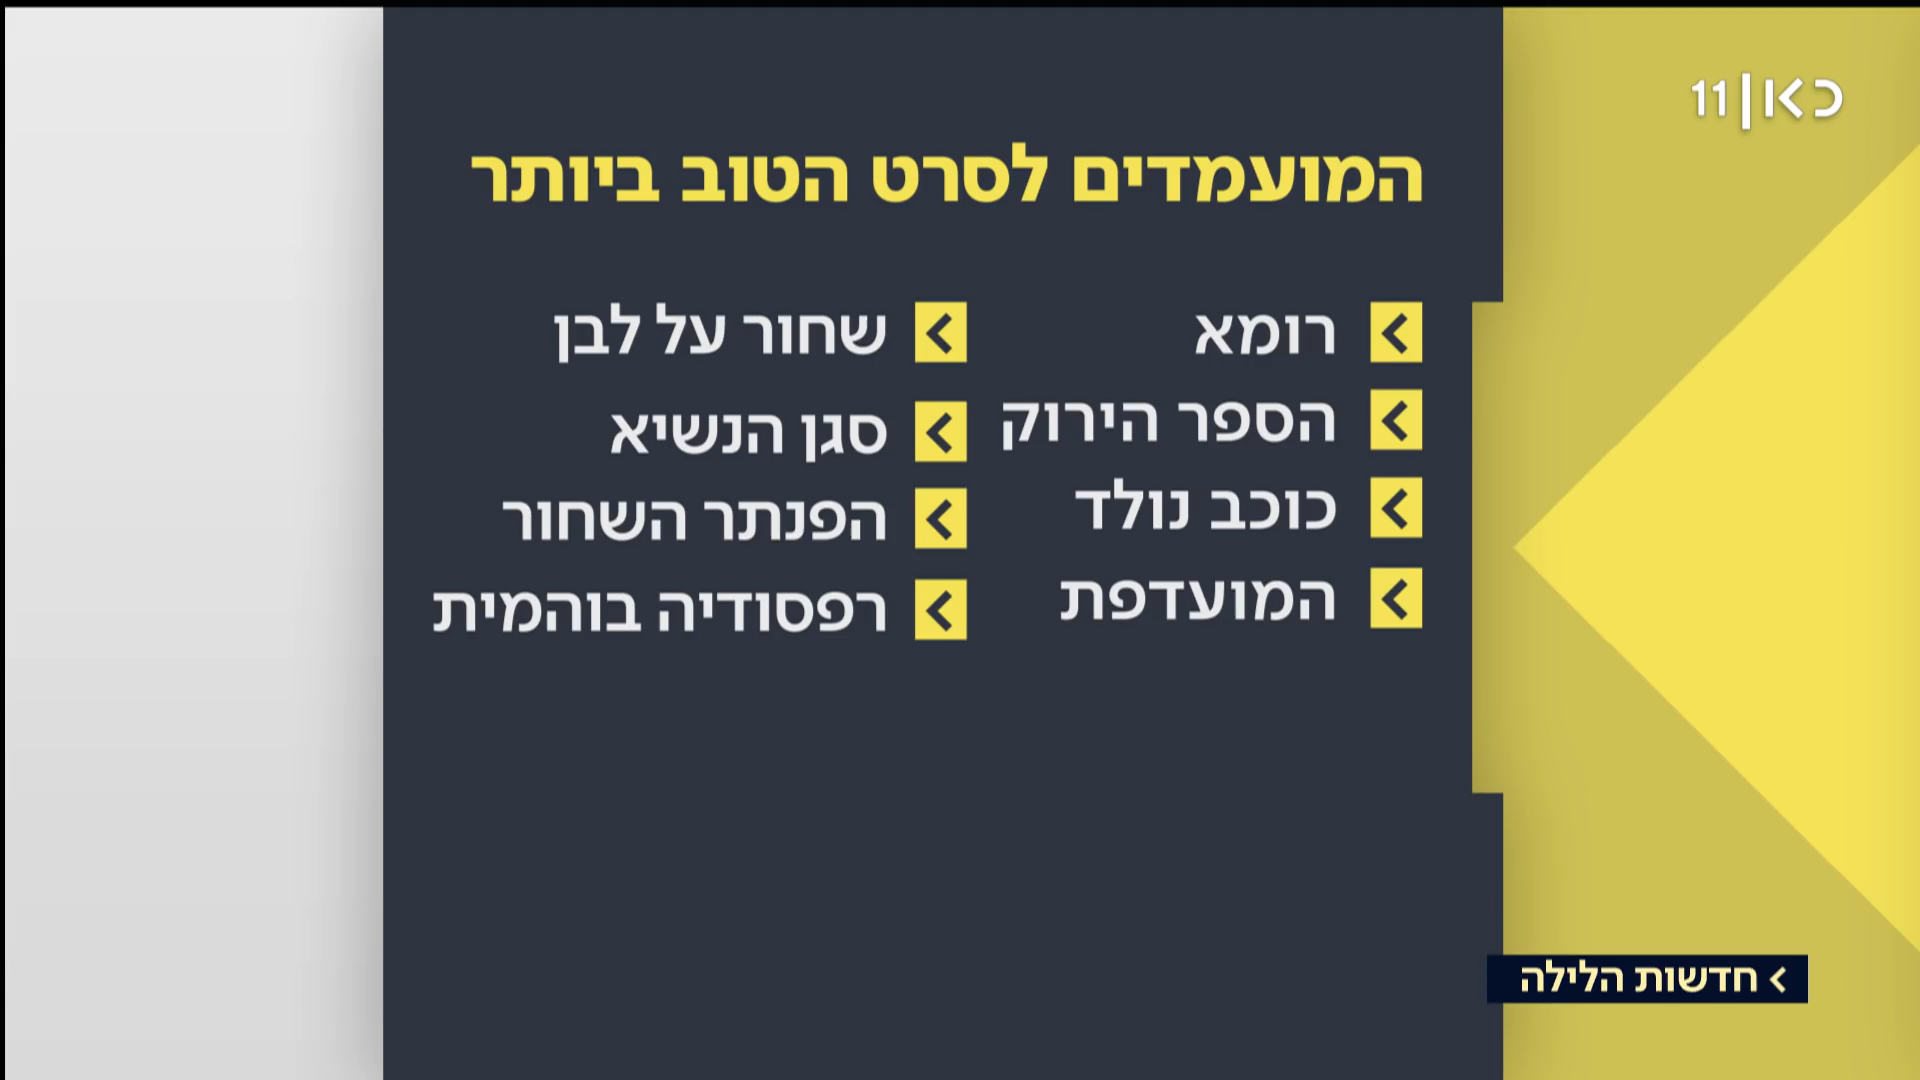 כאן 11
המועמדים לסרט הטוב ביותר
רומא
הספר הירוק
כוכב נולד
המועדפת
שחור על לבן
סגן הנשיא
הפנתר השחור
רפסודיה בוהמית
חדשות הלילה